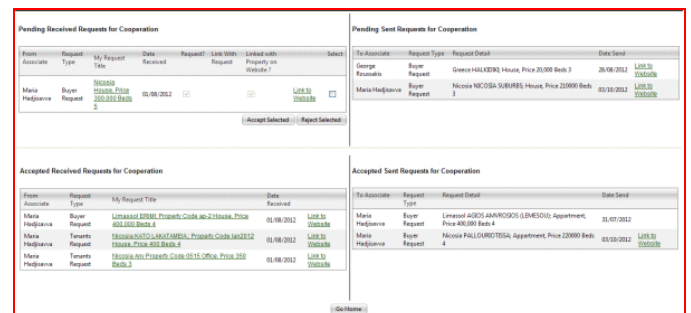 Pending Received Requests for Cooperation
From Associate Request Type My Request Title Date Received Request? Link With Request Linked with Property on Website ? Select
Maria Hadjisavva Buyer Request Nicosia House, Price 300,000 Beds 5 01/08/2012 Link to Website
Accept Selected Reject Selected
Pending Sent Requests for Cooperation
To Associate Request Type Request Detail Date Send
George Roussakis Buyer Request Greece HALKIDIKI; House, Price 20,000 Beds 3 28/08/2012 Link to Website
Maria Hadjisavva Buyer Request Nicosia NICOSIA SUBURBS; House, Price 210000 Beds 3 03/10/2012 Link to Website
Accepted Received Requests for Cooperation
From Associate Request Type My Request Title Date Received
Maria Hadjisavva Buyer Request Limassol ERIMI; Property Code ap-2 House, Price 400,000 Beds 4 01/08/2012 Link to Website
Maria Hadjisavva Tenants Request Nicosia KATO LAKATAMEIA; Property Code lan2012 House, Price 400 Beds 4 01/08/2012 Link to Website
Maria Hadjisavva Tenants Request Nicosia Any Property Code 0515 Office, Price 350 Beds 3 01/08/2012 Link to Website
Accepted Sent Requests for Cooperation
To Associate Request Type Request Detail Date Send
Maria Hadjisavva Buyer Request Limassol AGIOS AMVROSIOS (LEMESOU); Appartment, Price 400,000 Beds 4 31/07/2012
Maria Hadjisavva Buyer Request Nicosia PALLOURIOTISSA; Appartment, Price 220000 Beds 4 03/10/2012 Link to Website
Go Home